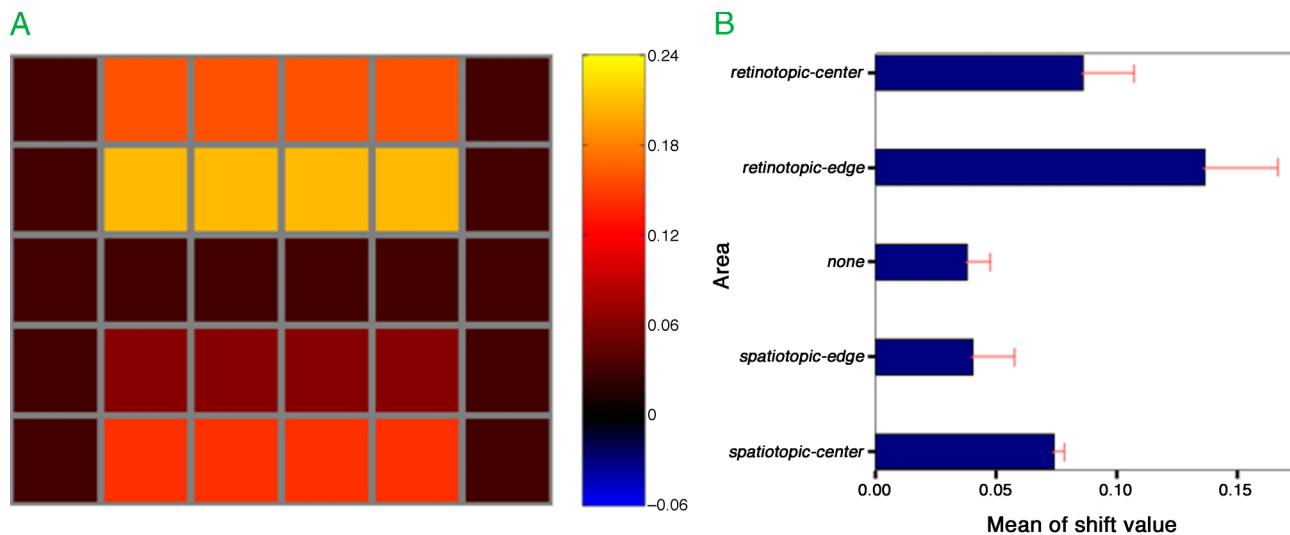 A
0.24
0.18
0.12
0.06
0
–0.06
B
Area
retinotopic-center
retinotopic-edge
none
spatiotopic-edge
spatiotopic-center
0.00 0.05 0.10 0.15
Mean of shift value